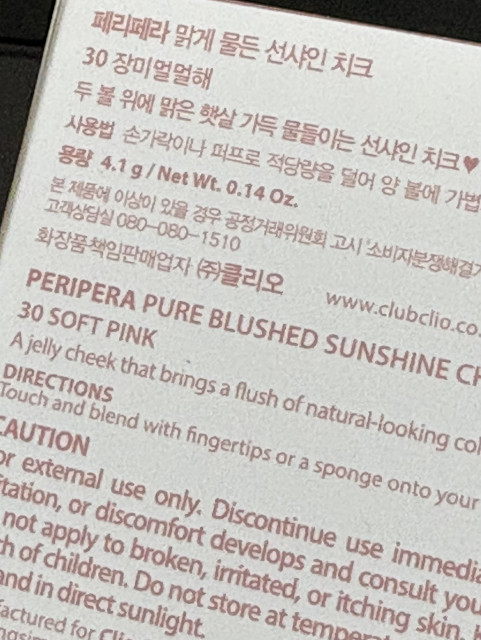 페리페라 맑게 물든 선샤인 치크
30 장미멀멀해
두 볼 위에 맑은 햇살 가득 물들이는 선샤인 치크♥
사용법 손가락이나 퍼프로 적당량을 덜어 양 볼에 가볍
용량 4.1 g / Net Wt. 0.14 Oz.
본 제품에 이상이 있을 경우 공정거래위원회 고시 '소비자분쟁해결
고객상담실 080-080-1510
화장품책임판매업자 (주)클리오 www.clubclio.co.
PERIPERA PURE BLUSHED SUNSHINE CH
30 SOFT PINK
A jelly cheek that brings a flush of natural-looking col
DIRECTIONS
Touch and blend with fingertips or a sponge onto your
CAUTION
or external use only. Discontinue use immedia
itation, or discomfort develops and consult you
not apply to broken, irritated, or itching skin.
ch of children. Do not store at temperat
and in direct sunlight.
factured for Clio